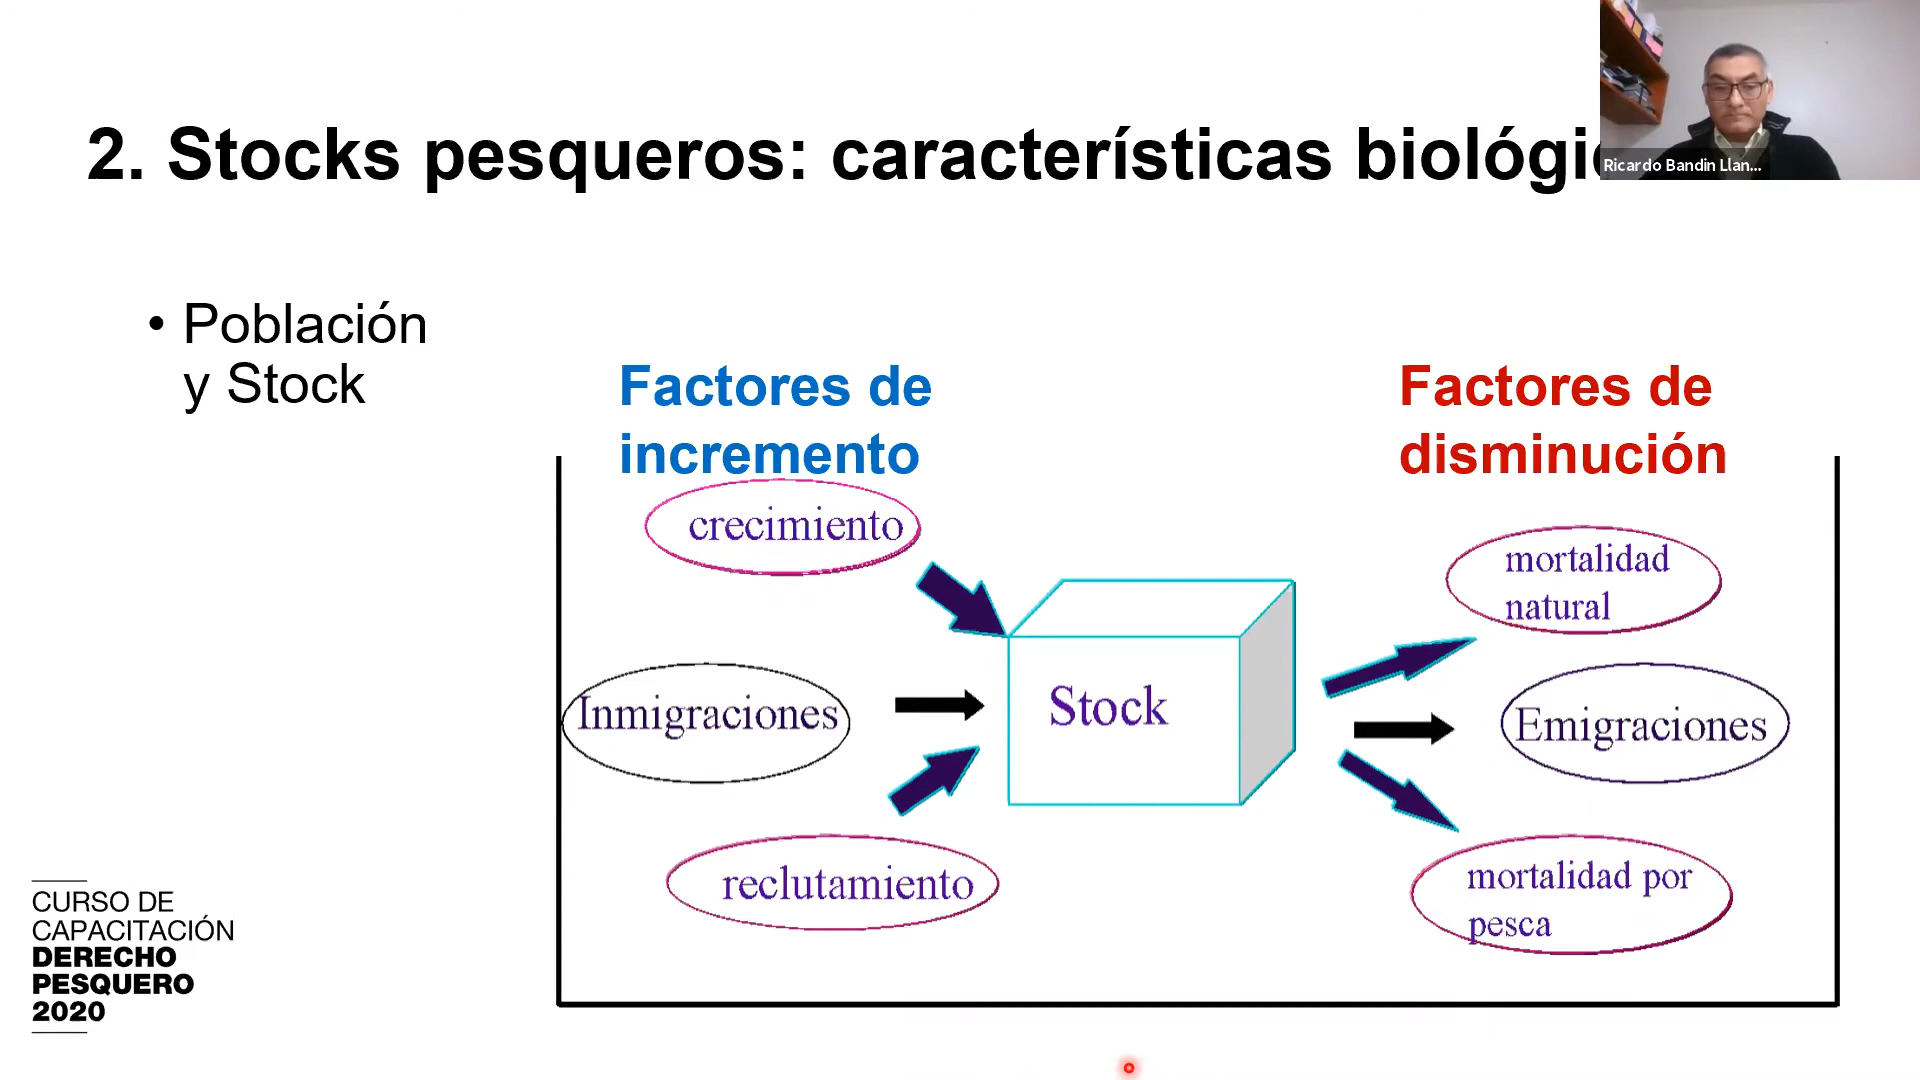 2. Stocks pesqueros: características
Ricardo Bandin Llan...
• Población
y Stock
Factores de
incremento
Factores de
disminución
crecimiento
mortalidad
natural
Inmigraciones
Stock
Emigraciones
reclutamiento
mortalidad por
pesca
CURSO DE
CAPACITACIÓN
DERECHO
PESQUERO
2020